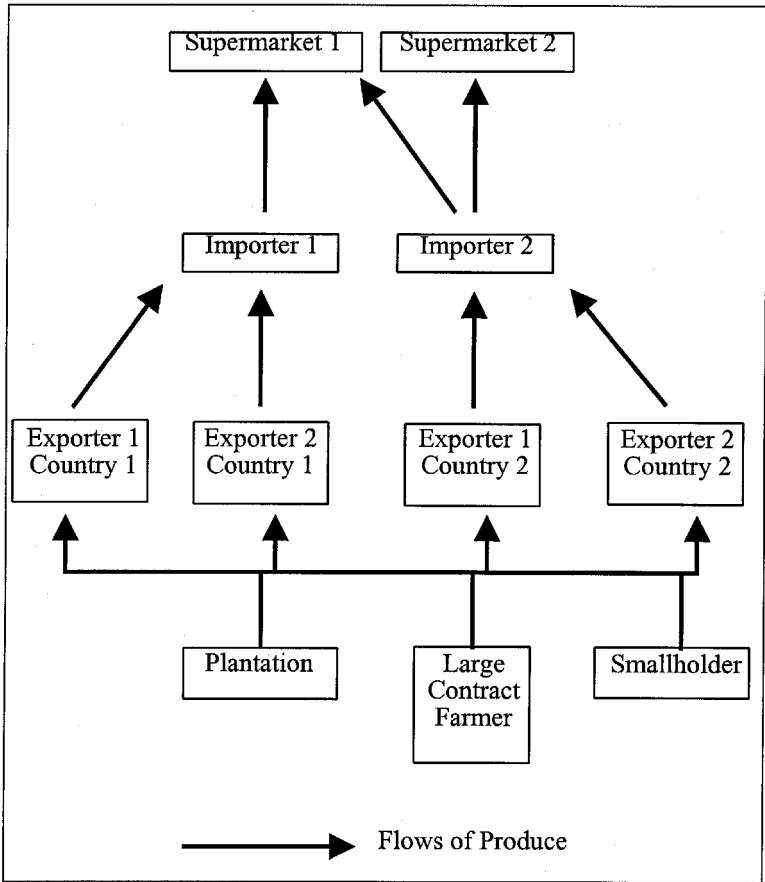 Supermarket 1
Supermarket 2
Importer 1
Importer 2
Exporter 1
Country 1
Exporter 2
Country 1
Exporter 1
Country 2
Exporter 2
Country 2
Plantation
Large
Contract
Farmer
Smallholder
Flows of Produce